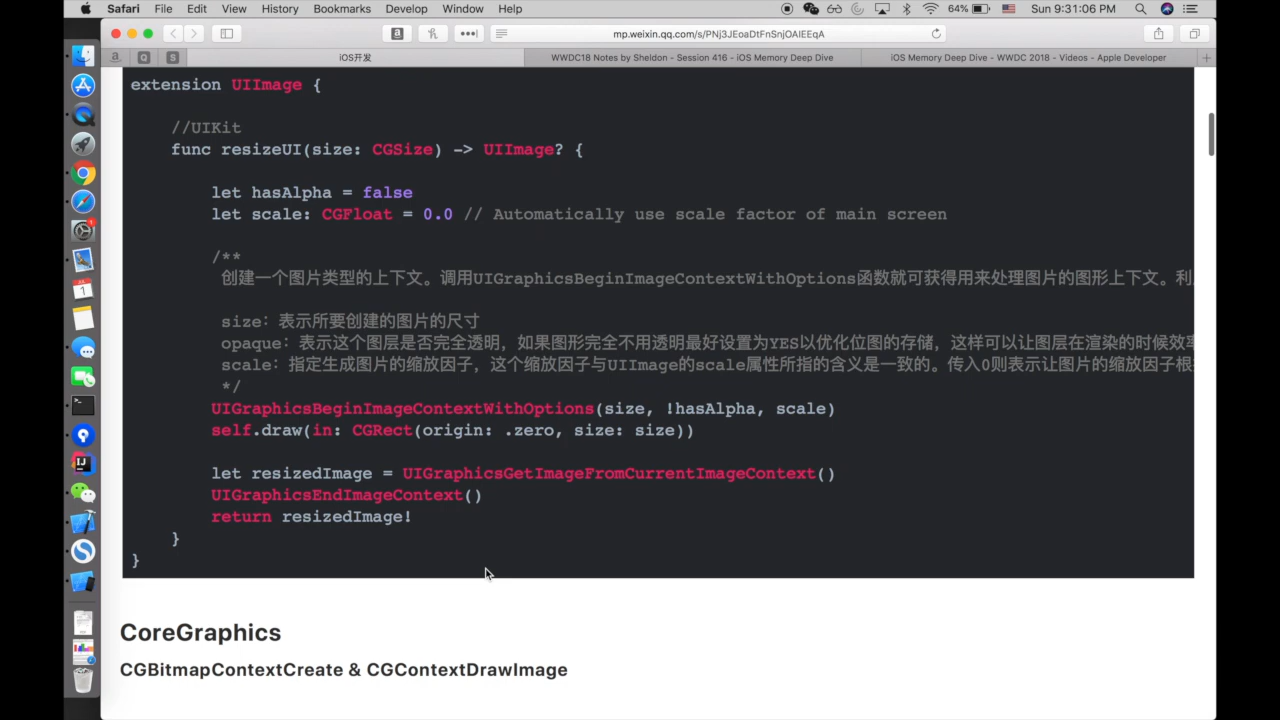 Safari File Edit View History Bookmarks Develop Window Help 64% Sun 9:31:06 PM
mp.weixin.qq.com/s/PNj3JEoaDtFnSnjOAIEEqA
a Q S iOS开发 WWDC18 Notes by Sheldon - Session 416 - iOS Memory Deep Dive iOS Memory Deep Dive - WWDC 2018 - Videos - Apple Developer
extension UIImage {
//UIKit
func resizeUI(size: CGSize) -> UIImage? {
let hasAlpha = false
let scale: CGFloat = 0.0 // Automatically use scale factor of main screen
/**
创建一个图片类型的上下文。调用UIGraphicsBeginImageContextWithOptions函数就可获得用来处理图片的图形上下文。利
size：表示所要创建的图片的尺寸
opaque：表示这个图层是否完全透明，如果图形完全不用透明最好设置为YES以优化位图的存储，这样可以让图层在渲染的时候效率
scale：指定生成图片的缩放因子，这个缩放因子与UIImage的scale属性所指的含义是一致的。传入0则表示让图片的缩放因子根
*/
UIGraphicsBeginImageContextWithOptions(size, !hasAlpha, scale)
self.draw(in: CGRect(origin: .zero, size: size))
let resizedImage = UIGraphicsGetImageFromCurrentImageContext()
UIGraphicsEndImageContext()
return resizedImage!
}
}
CoreGraphics
CGBitmapContextCreate & CGContextDrawImage